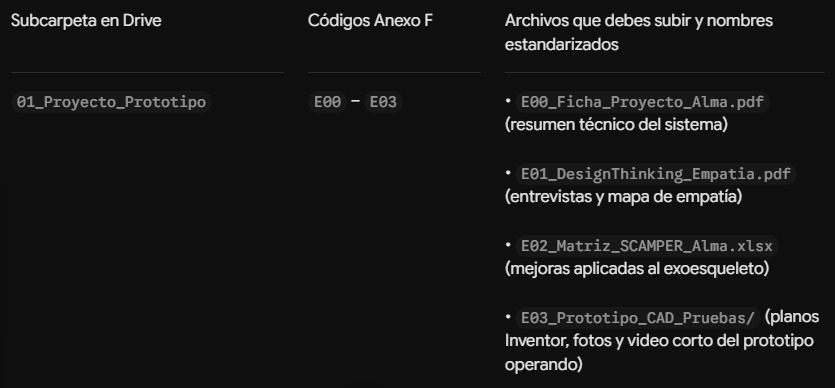 Subcarpeta en Drive
Códigos Anexo F
Archivos que debes subir y nombres
estandarizados
01_Proyecto_Prototipo
E00 – E03
• E00_Ficha_Proyecto_Alma.pdf
(resumen técnico del sistema)
• E01_DesignThinking_Empatia.pdf
(entrevistas y mapa de empatía)
• E02_Matriz_SCAMPER_Alma.xlsx
(mejoras aplicadas al exoesqueleto)
• E03_Prototipo_CAD_Pruebas/ (planos
Inventor, fotos y video corto del prototipo
operando)